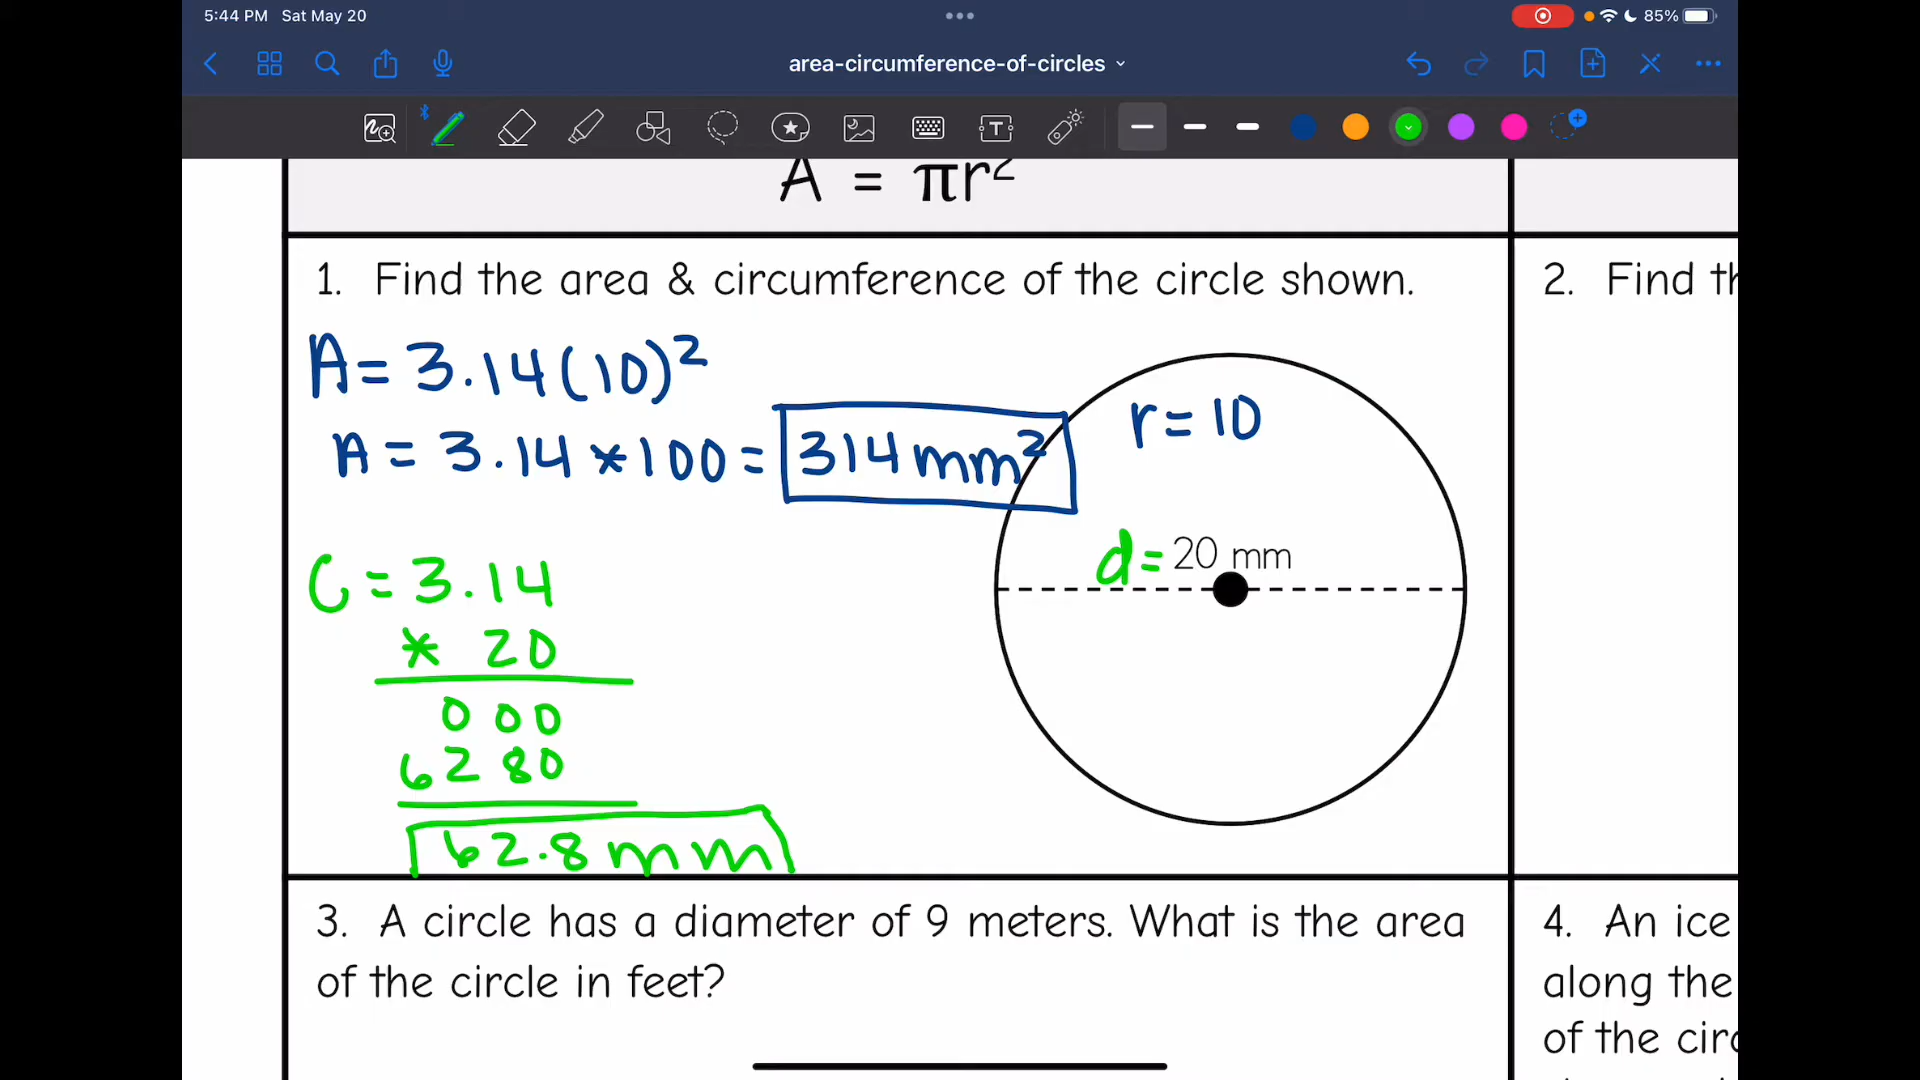 5:44 PM Sat May 20
85%
area-circumference-of-circles
A = πr²
1. Find the area & circumference of the circle shown.
2. Find
A = 3.14(10)²
A = 3.14 * 100 = 314 mm²
r = 10
d = 20 mm
C = 3.14
* 20
000
6280
62.8 mm
3. A circle has a diameter of 9 meters. What is the area
of the circle in feet?
4. An ice
along the
of the